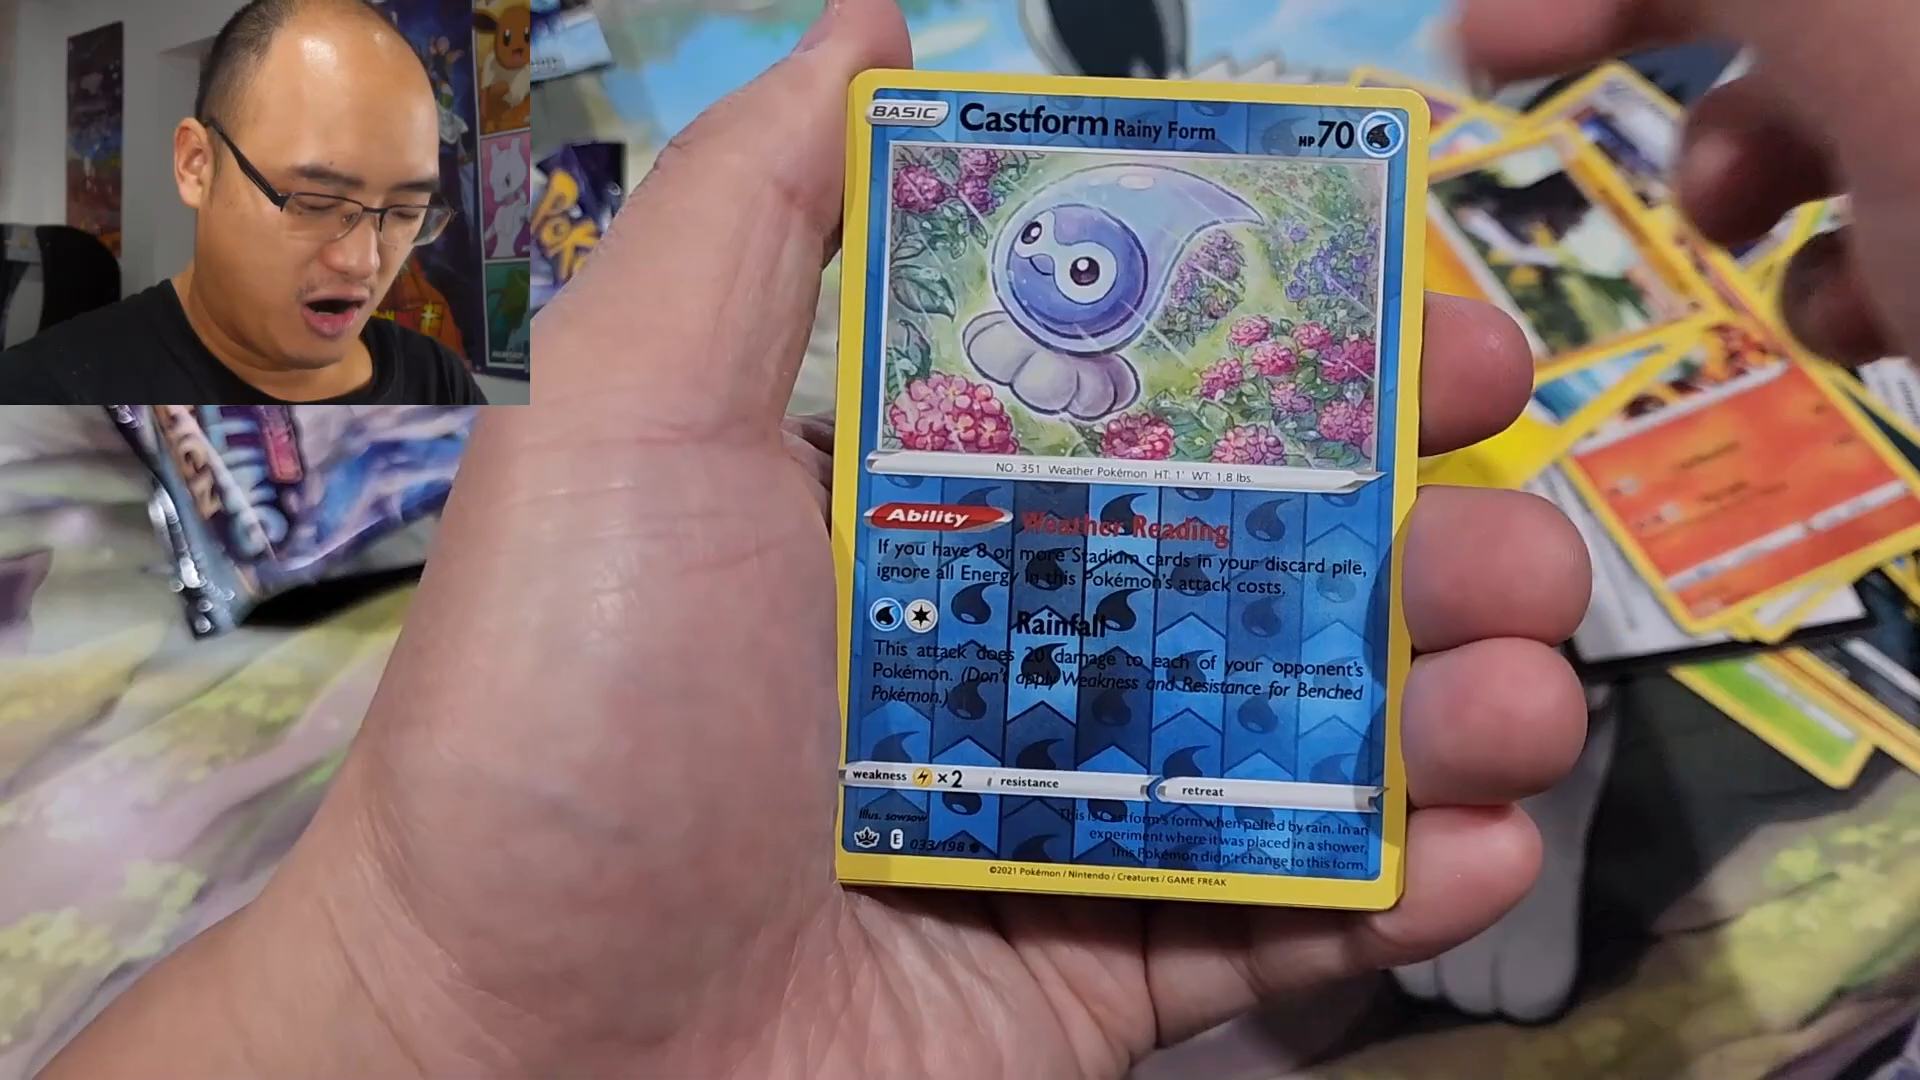 BASIC Castform Rainy Form HP 70
NO. 351 Weather Pokémon HT: 1' WT: 1.8 lbs.
Ability Weather Reading
If you have 8 or more Stadium cards in your discard pile,
ignore all Energy in this Pokémon's attack costs.
Rainfall
This attack does 20 damage to each of your opponent's
Pokémon. (Don't apply Weakness and Resistance for Benched
Pokémon.)
weakness ×2 resistance retreat
Illus. sowsow
E 033/198
This is Castform's form when pelted by rain. In an
experiment where it was placed in a shower,
this Pokémon didn't change to this form.
©2021 Pokémon / Nintendo / Creatures / GAME FREAK